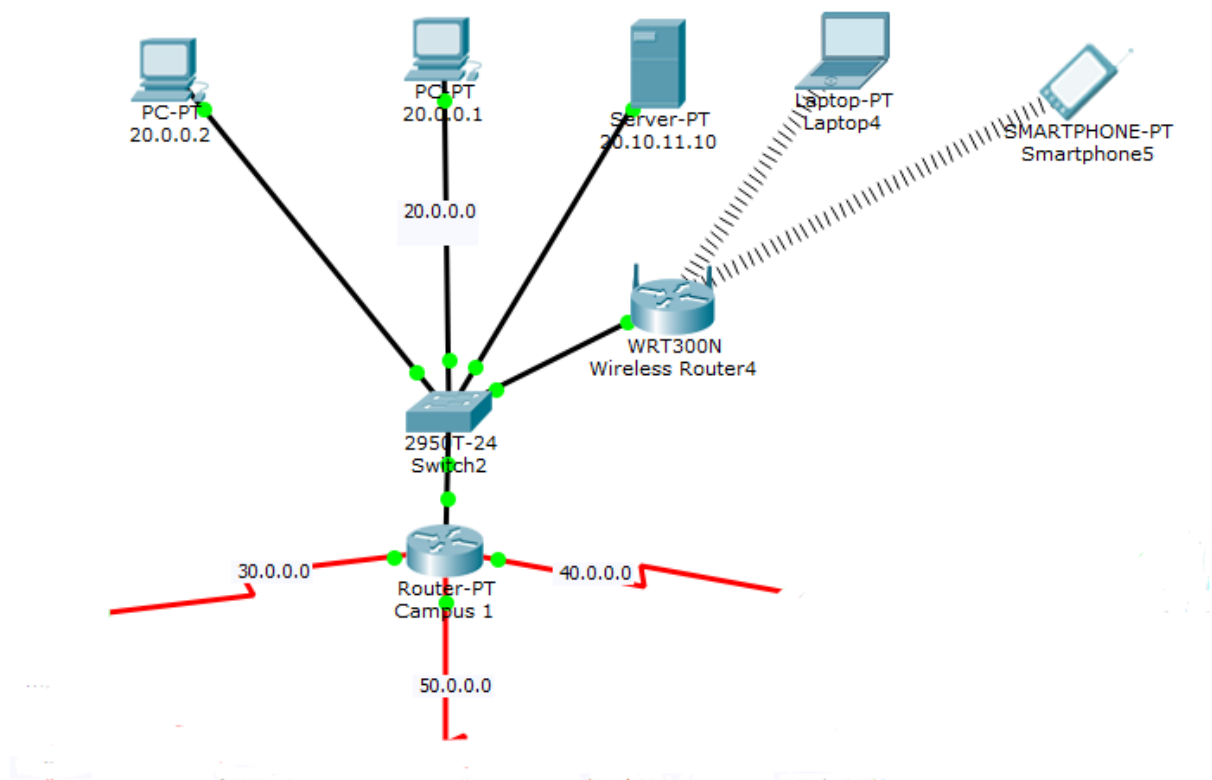 PC-PT
20.0.0.2
PC-PT
20.0.0.1
Server-PT
20.10.11.10
Laptop-PT
Laptop4
SMARTPHONE-PT
Smartphone5
20.0.0.0
WRT300N
Wireless Router4
2950T-24
Switch2
30.0.0.0
40.0.0.0
Router-PT
Campus 1
50.0.0.0